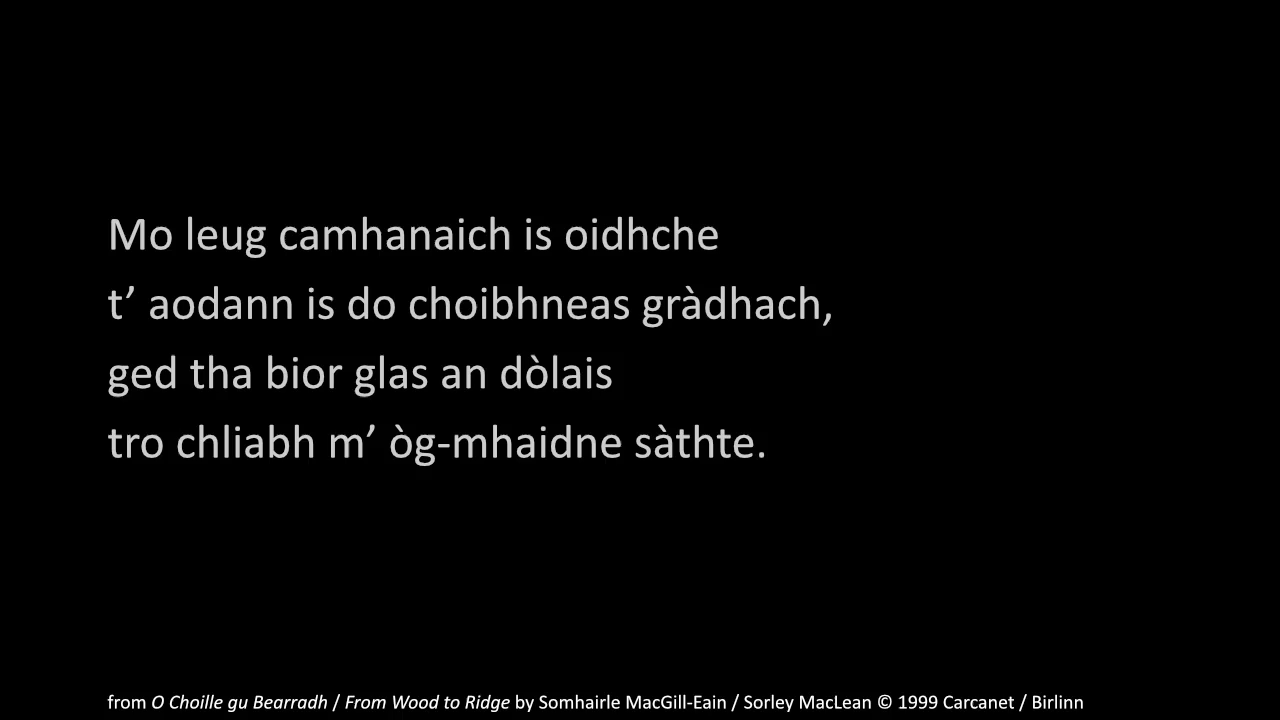 Mo leug camhanaich is oidhche
t’ aodann is do choibhneas gràdhach,
ged tha bior glas an dòlais
tro chliabh m’ òg-mhaidne sàthte.
from O Choille gu Bearradh / From Wood to Ridge by Somhairle MacGill-Eain / Sorley MacLean © 1999 Carcanet / Birlinn